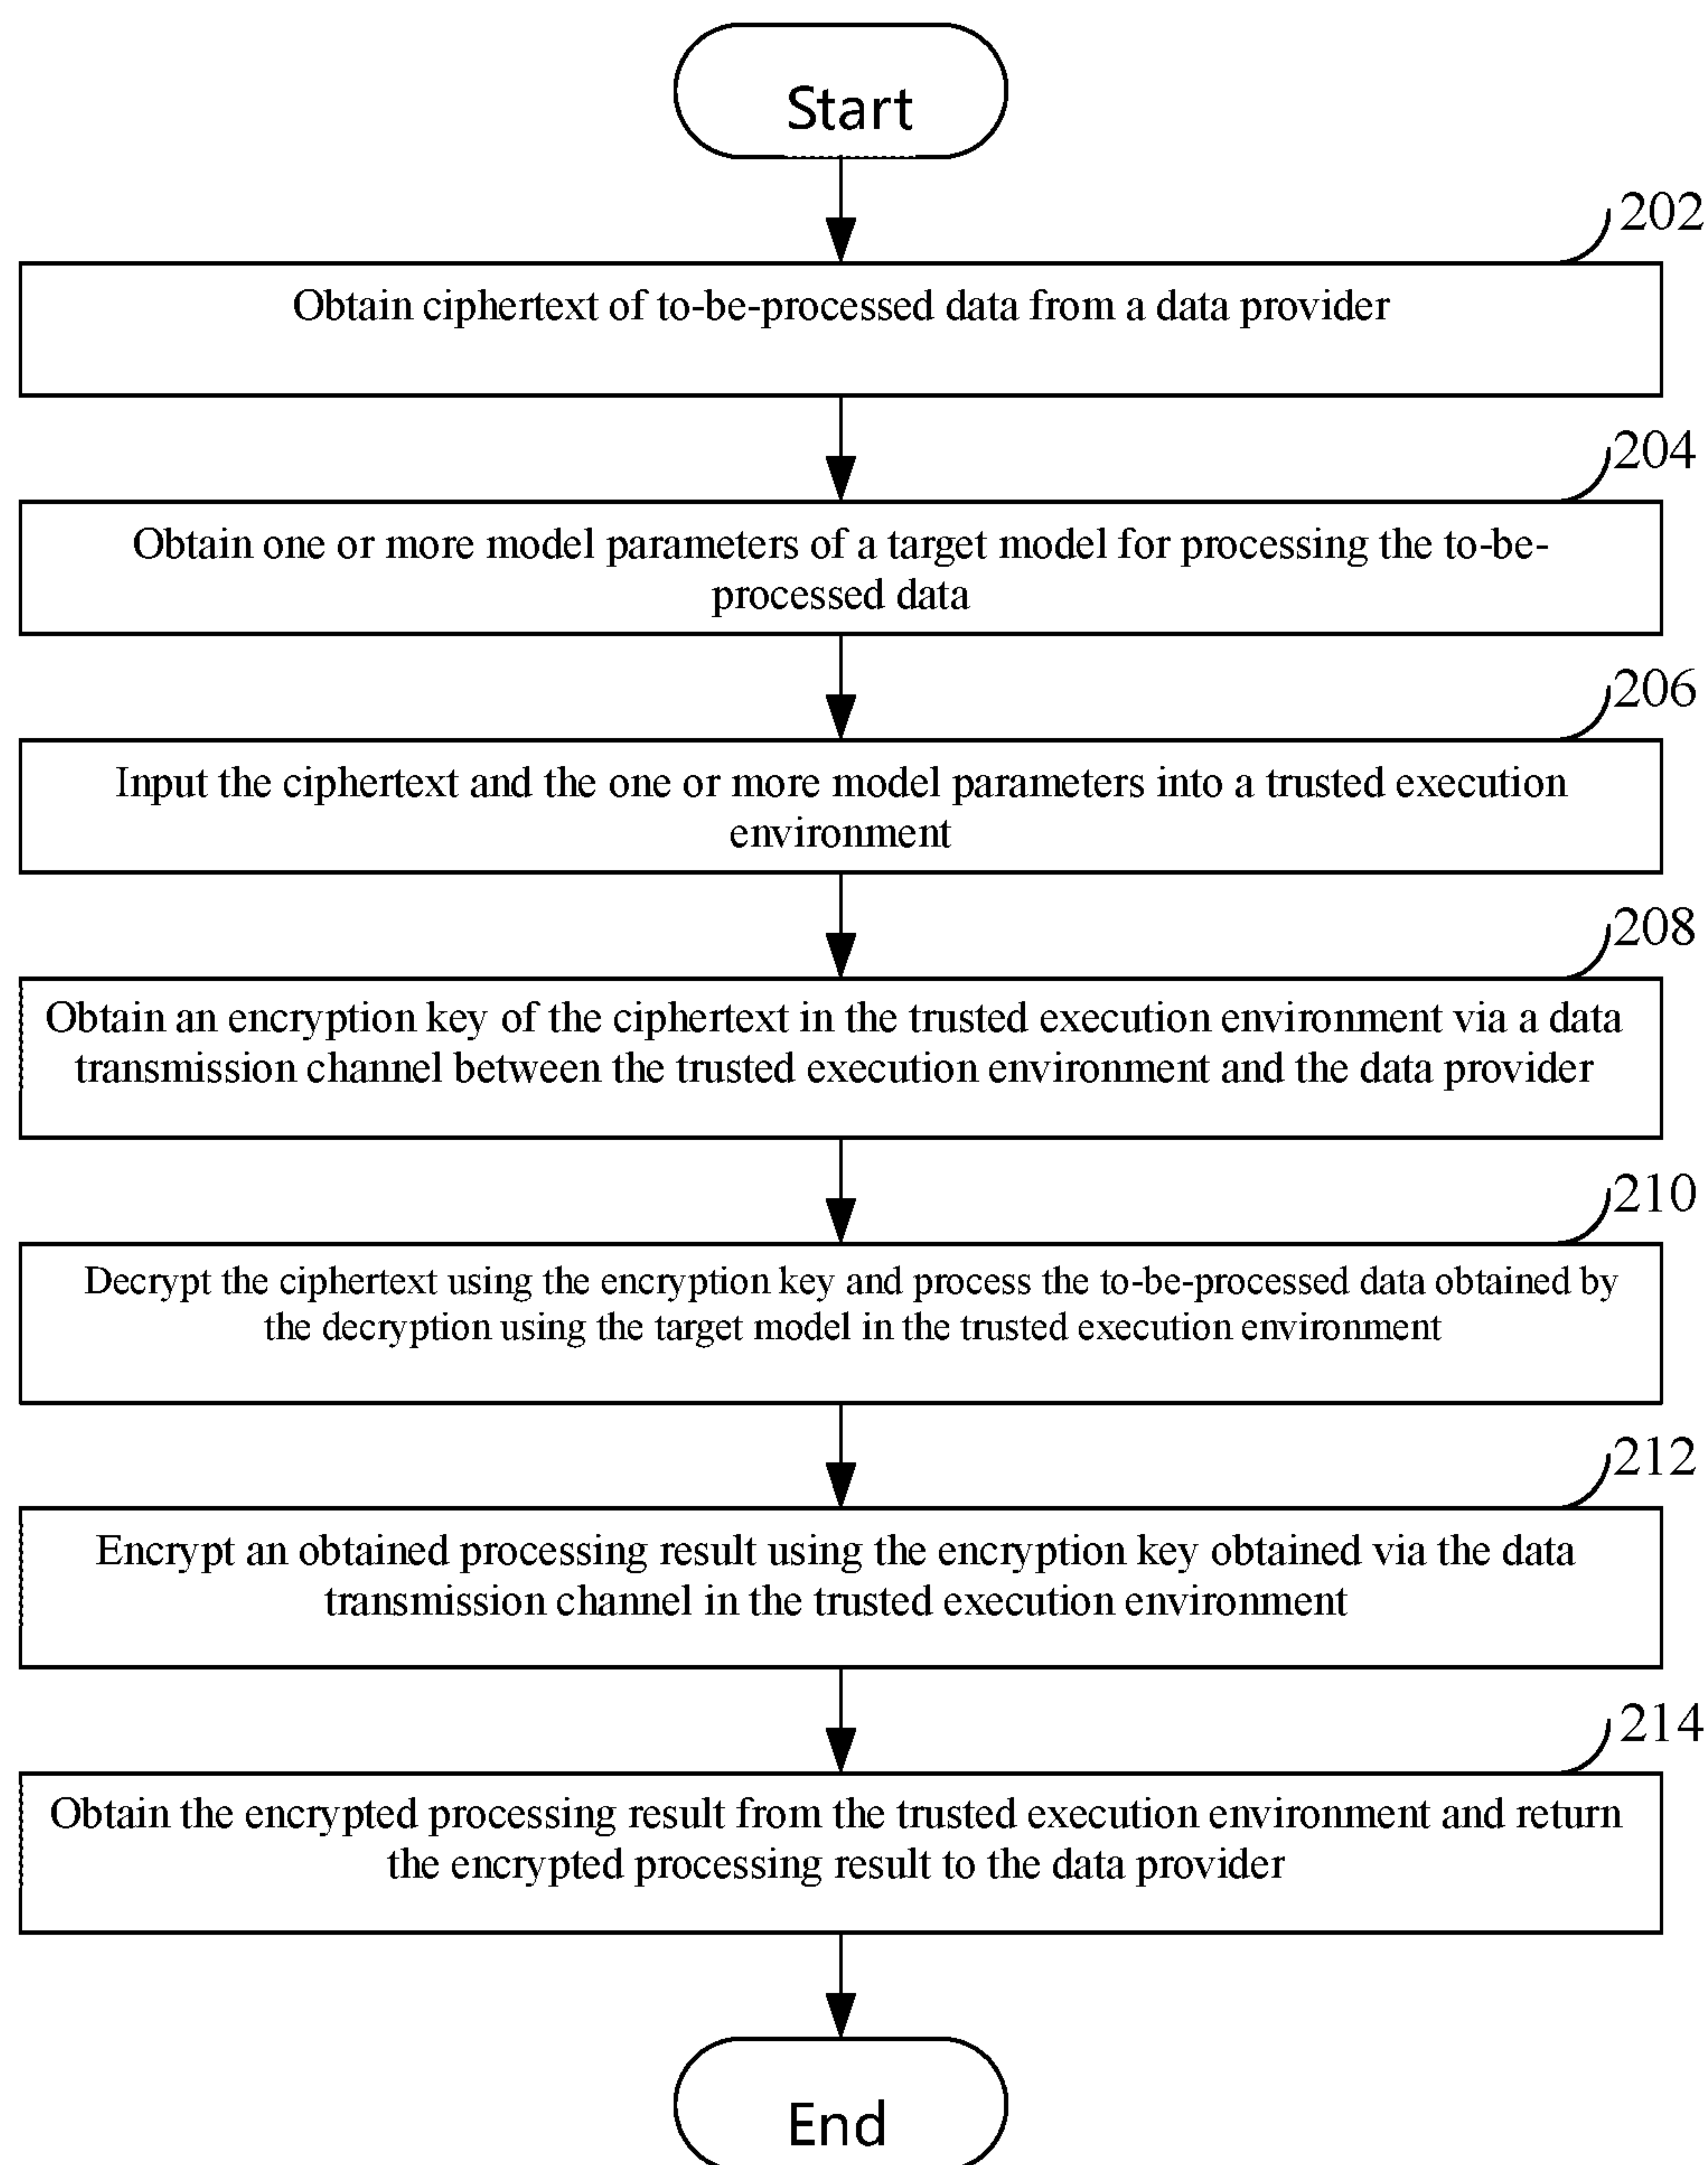 Start
202
Obtain ciphertext of to-be-processed data from a data provider
204
Obtain one or more model parameters of a target model for processing the to-be-
processed data
206
Input the ciphertext and the one or more model parameters into a trusted execution
environment
208
Obtain an encryption key of the ciphertext in the trusted execution environment via a data
transmission channel between the trusted execution environment and the data provider
210
Decrypt the ciphertext using the encryption key and process the to-be-processed data obtained by
the decryption using the target model in the trusted execution environment
212
Encrypt an obtained processing result using the encryption key obtained via the data
transmission channel in the trusted execution environment
214
Obtain the encrypted processing result from the trusted execution environment and return
the encrypted processing result to the data provider
End